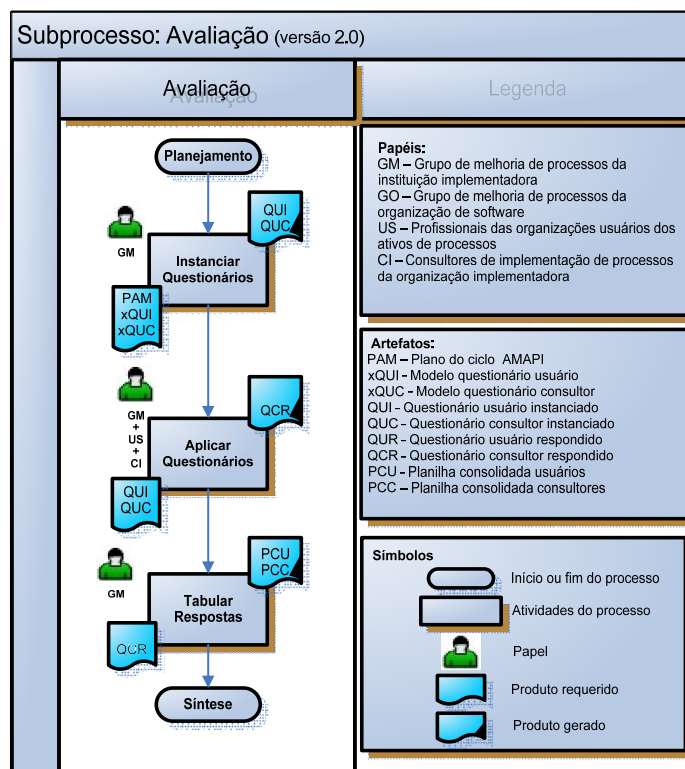 Subprocesso: Avaliação (versão 2.0)
Avaliação
Legenda
Planejamento
QUI
QUC
GM
Instanciar
Questionários
PAM
xQUI
xQUC
GM
+
US
+
CI
QCR
Aplicar
Questionários
QUI
QUC
GM
PCU
PCC
Tabular
Respostas
QCR
Síntese
Papéis:
GM – Grupo de melhoria de processos da
instituição implementadora
GO – Grupo de melhoria de processos da
organização de software
US – Profissionais das organizações usuários dos
ativos de processos
CI – Consultores de implementação de processos
da organização implementadora
Artefatos:
PAM – Plano do ciclo AMAPI
xQUI – Modelo questionário usuário
xQUC – Modelo questionário consultor
QUI - Questionário usuário instanciado
QUC – Questionário consultor instanciado
QUR – Questionário usuário respondido
QCR – Questionário consultor respondido
PCU – Planilha consolidada usuários
PCC – Planilha consolidada consultores
Símbolos
Início ou fim do processo
Atividades do processo
Papel
Produto requerido
Produto gerado